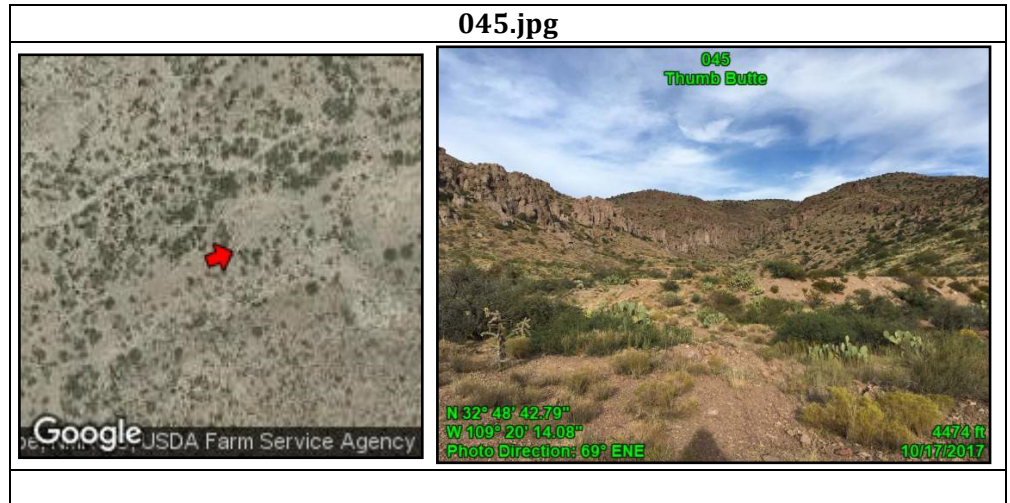 045.jpg
045
Thumb Butte
N 32° 48' 42.79"
W 109° 20' 14.08"
Photo Direction: 69° ENE
4474 ft
10/17/2017
Google
USDA Farm Service Agency